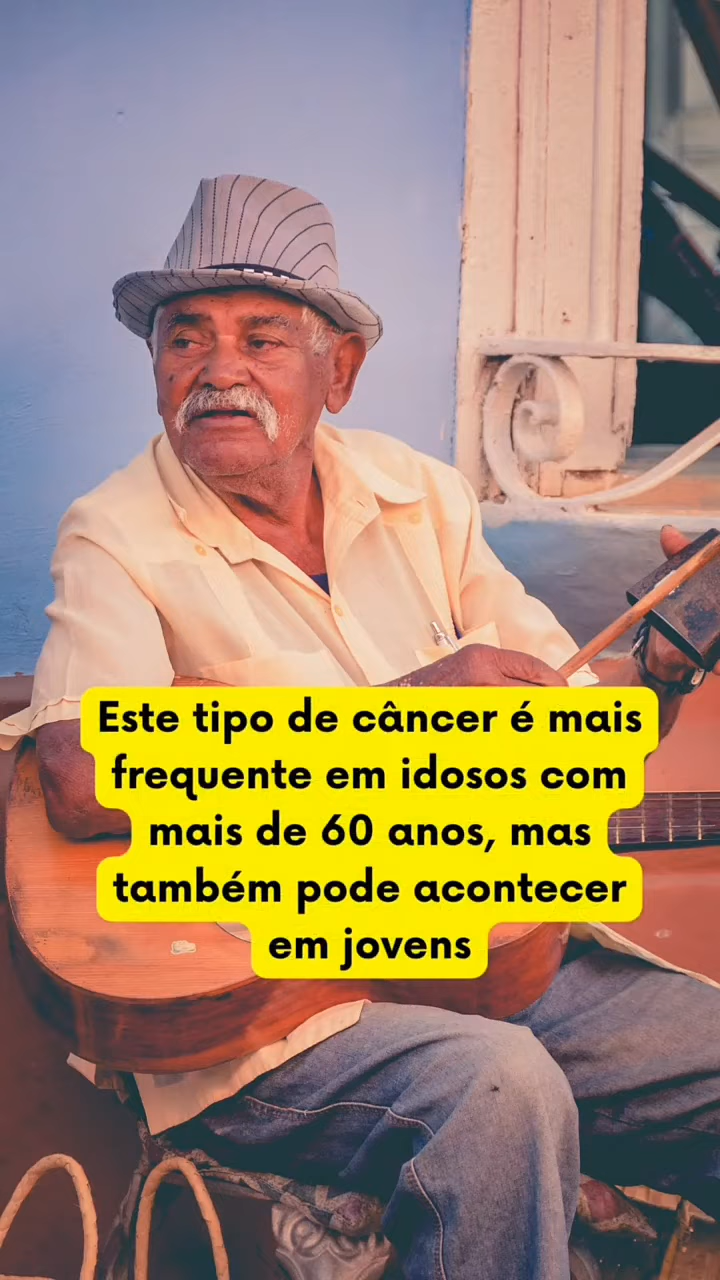 Este tipo de câncer é mais
frequente em idosos com
mais de 60 anos, mas
também pode acontecer
em jovens